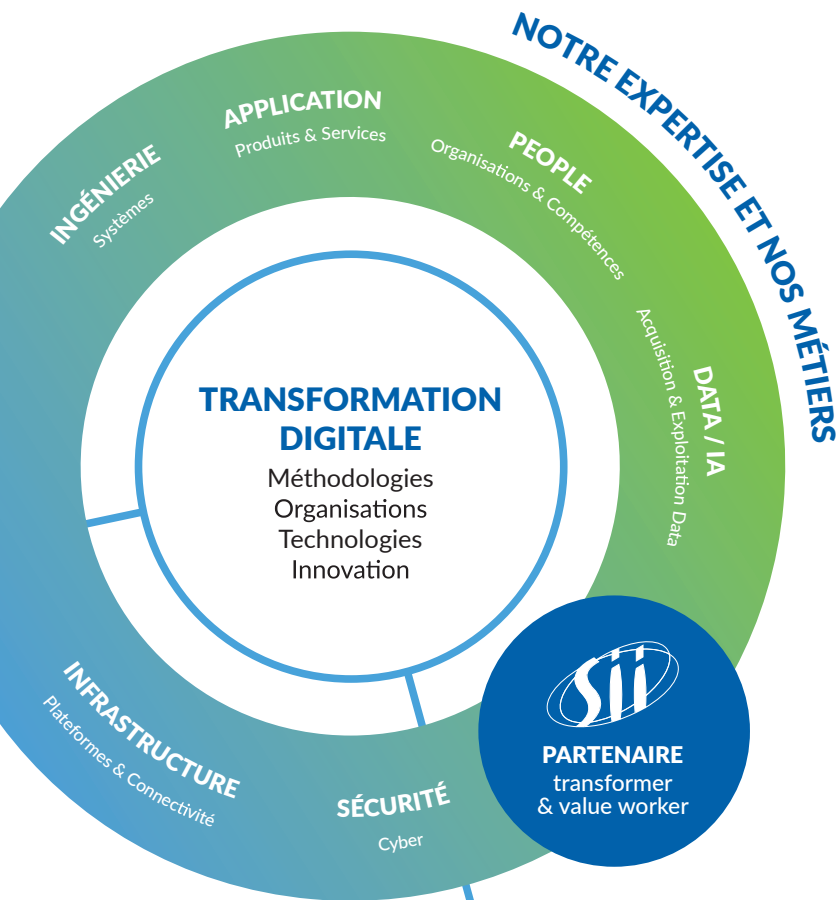 NOTRE EXPERTISE ET NOS MÉTIERS
INGÉNIERIE
Systèmes
APPLICATION
Produits & Services
PEOPLE
Organisations & Compétences
DATA / IA
Acquisition & Exploitation Data
TRANSFORMATION
DIGITALE
Méthodologies
Organisations
Technologies
Innovation
INFRASTRUCTURE
Plateformes & Connectivité
SÉCURITÉ
Cyber
sii
PARTENAIRE
transformer
& value worker